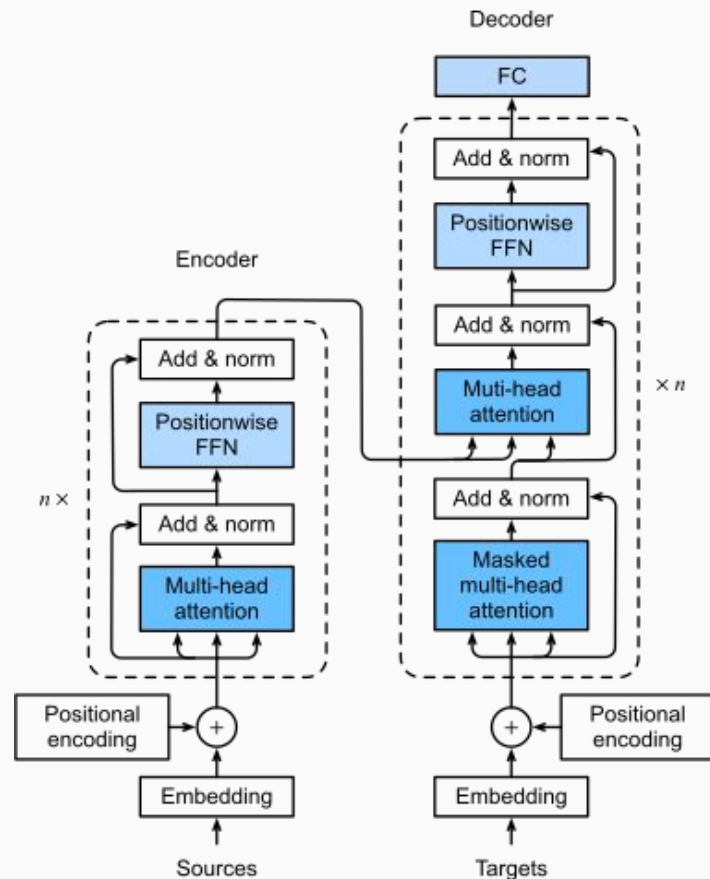 Decoder
FC
Add & norm
Positionwise
FFN
Add & norm
Muti-head
attention
× n
Add & norm
Masked
multi-head
attention
Positional
encoding
+
Embedding
Targets
Encoder
Add & norm
Positionwise
FFN
n ×
Add & norm
Multi-head
attention
Positional
encoding
+
Embedding
Sources